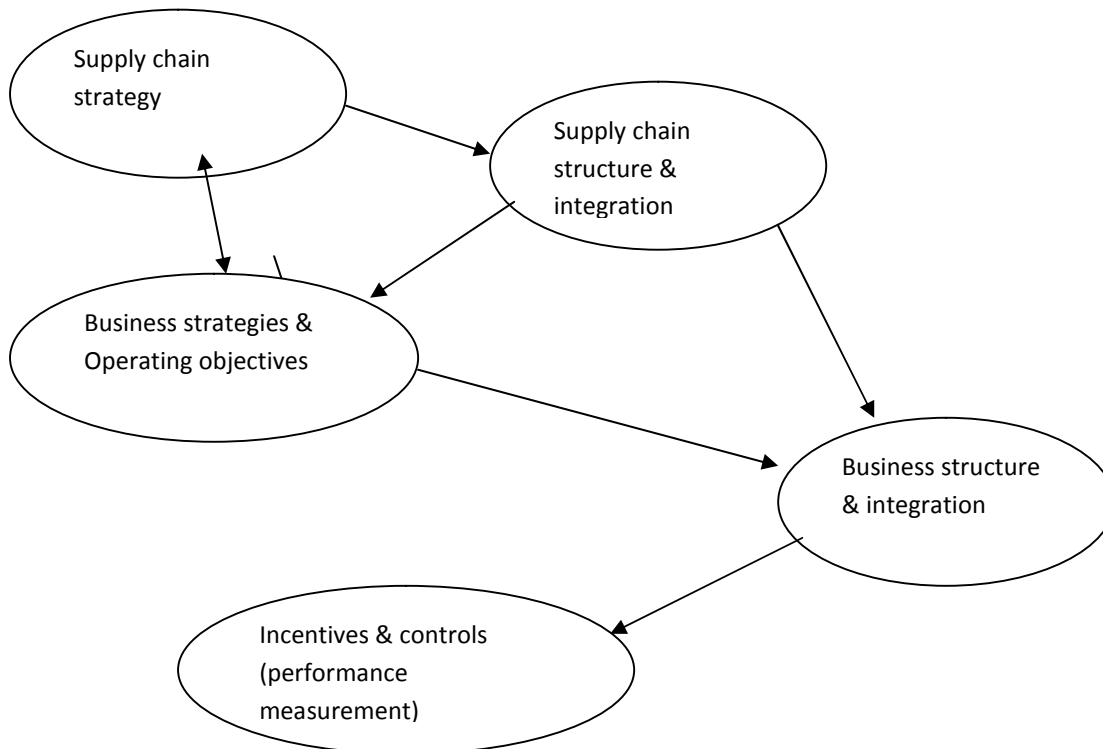 Supply chain
strategy
Supply chain
structure &
integration
Business strategies &
Operating objectives
Business structure
& integration
Incentives & controls
(performance
measurement)